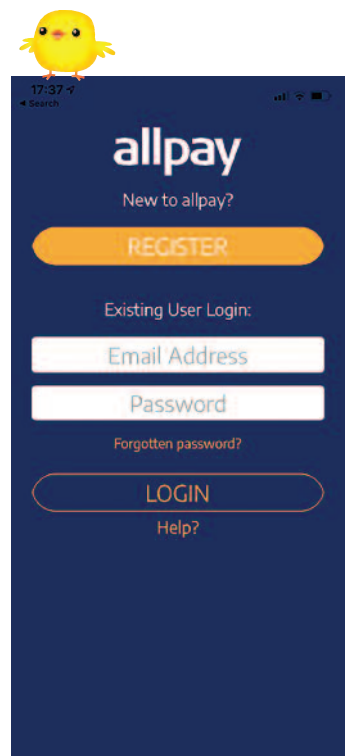 17:37
◀ Search
allpay
New to allpay?
REGISTER
Existing User Login:
Email Address
Password
Forgotten password?
LOGIN
Help?